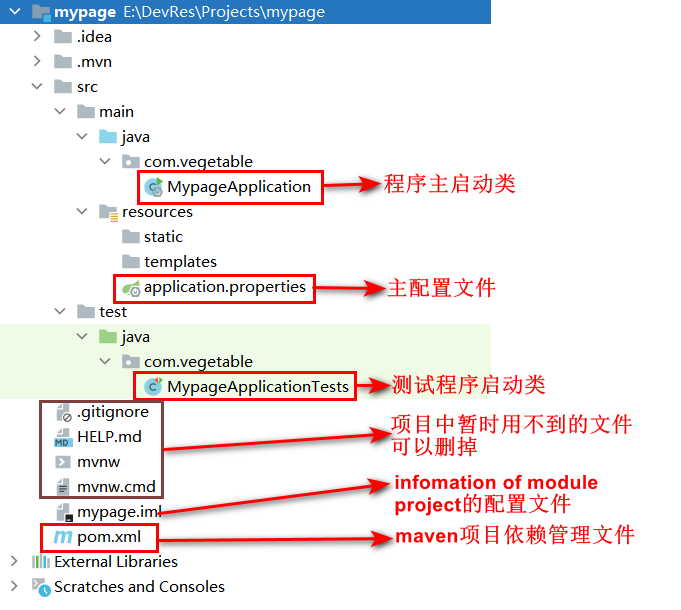 mypage E:\DevRes\Projects\mypage
.idea
.mvn
src
main
java
com.vegetable
MypageApplication
程序主启动类
resources
static
templates
application.properties
主配置文件
test
java
com.vegetable
MypageApplicationTests
测试程序启动类
.gitignore
HELP.md
mvnw
mvnw.cmd
项目中暂时用不到的文件
可以删掉
mypage.iml
infomation of module
project的配置文件
pom.xml
maven项目依赖管理文件
External Libraries
Scratches and Consoles